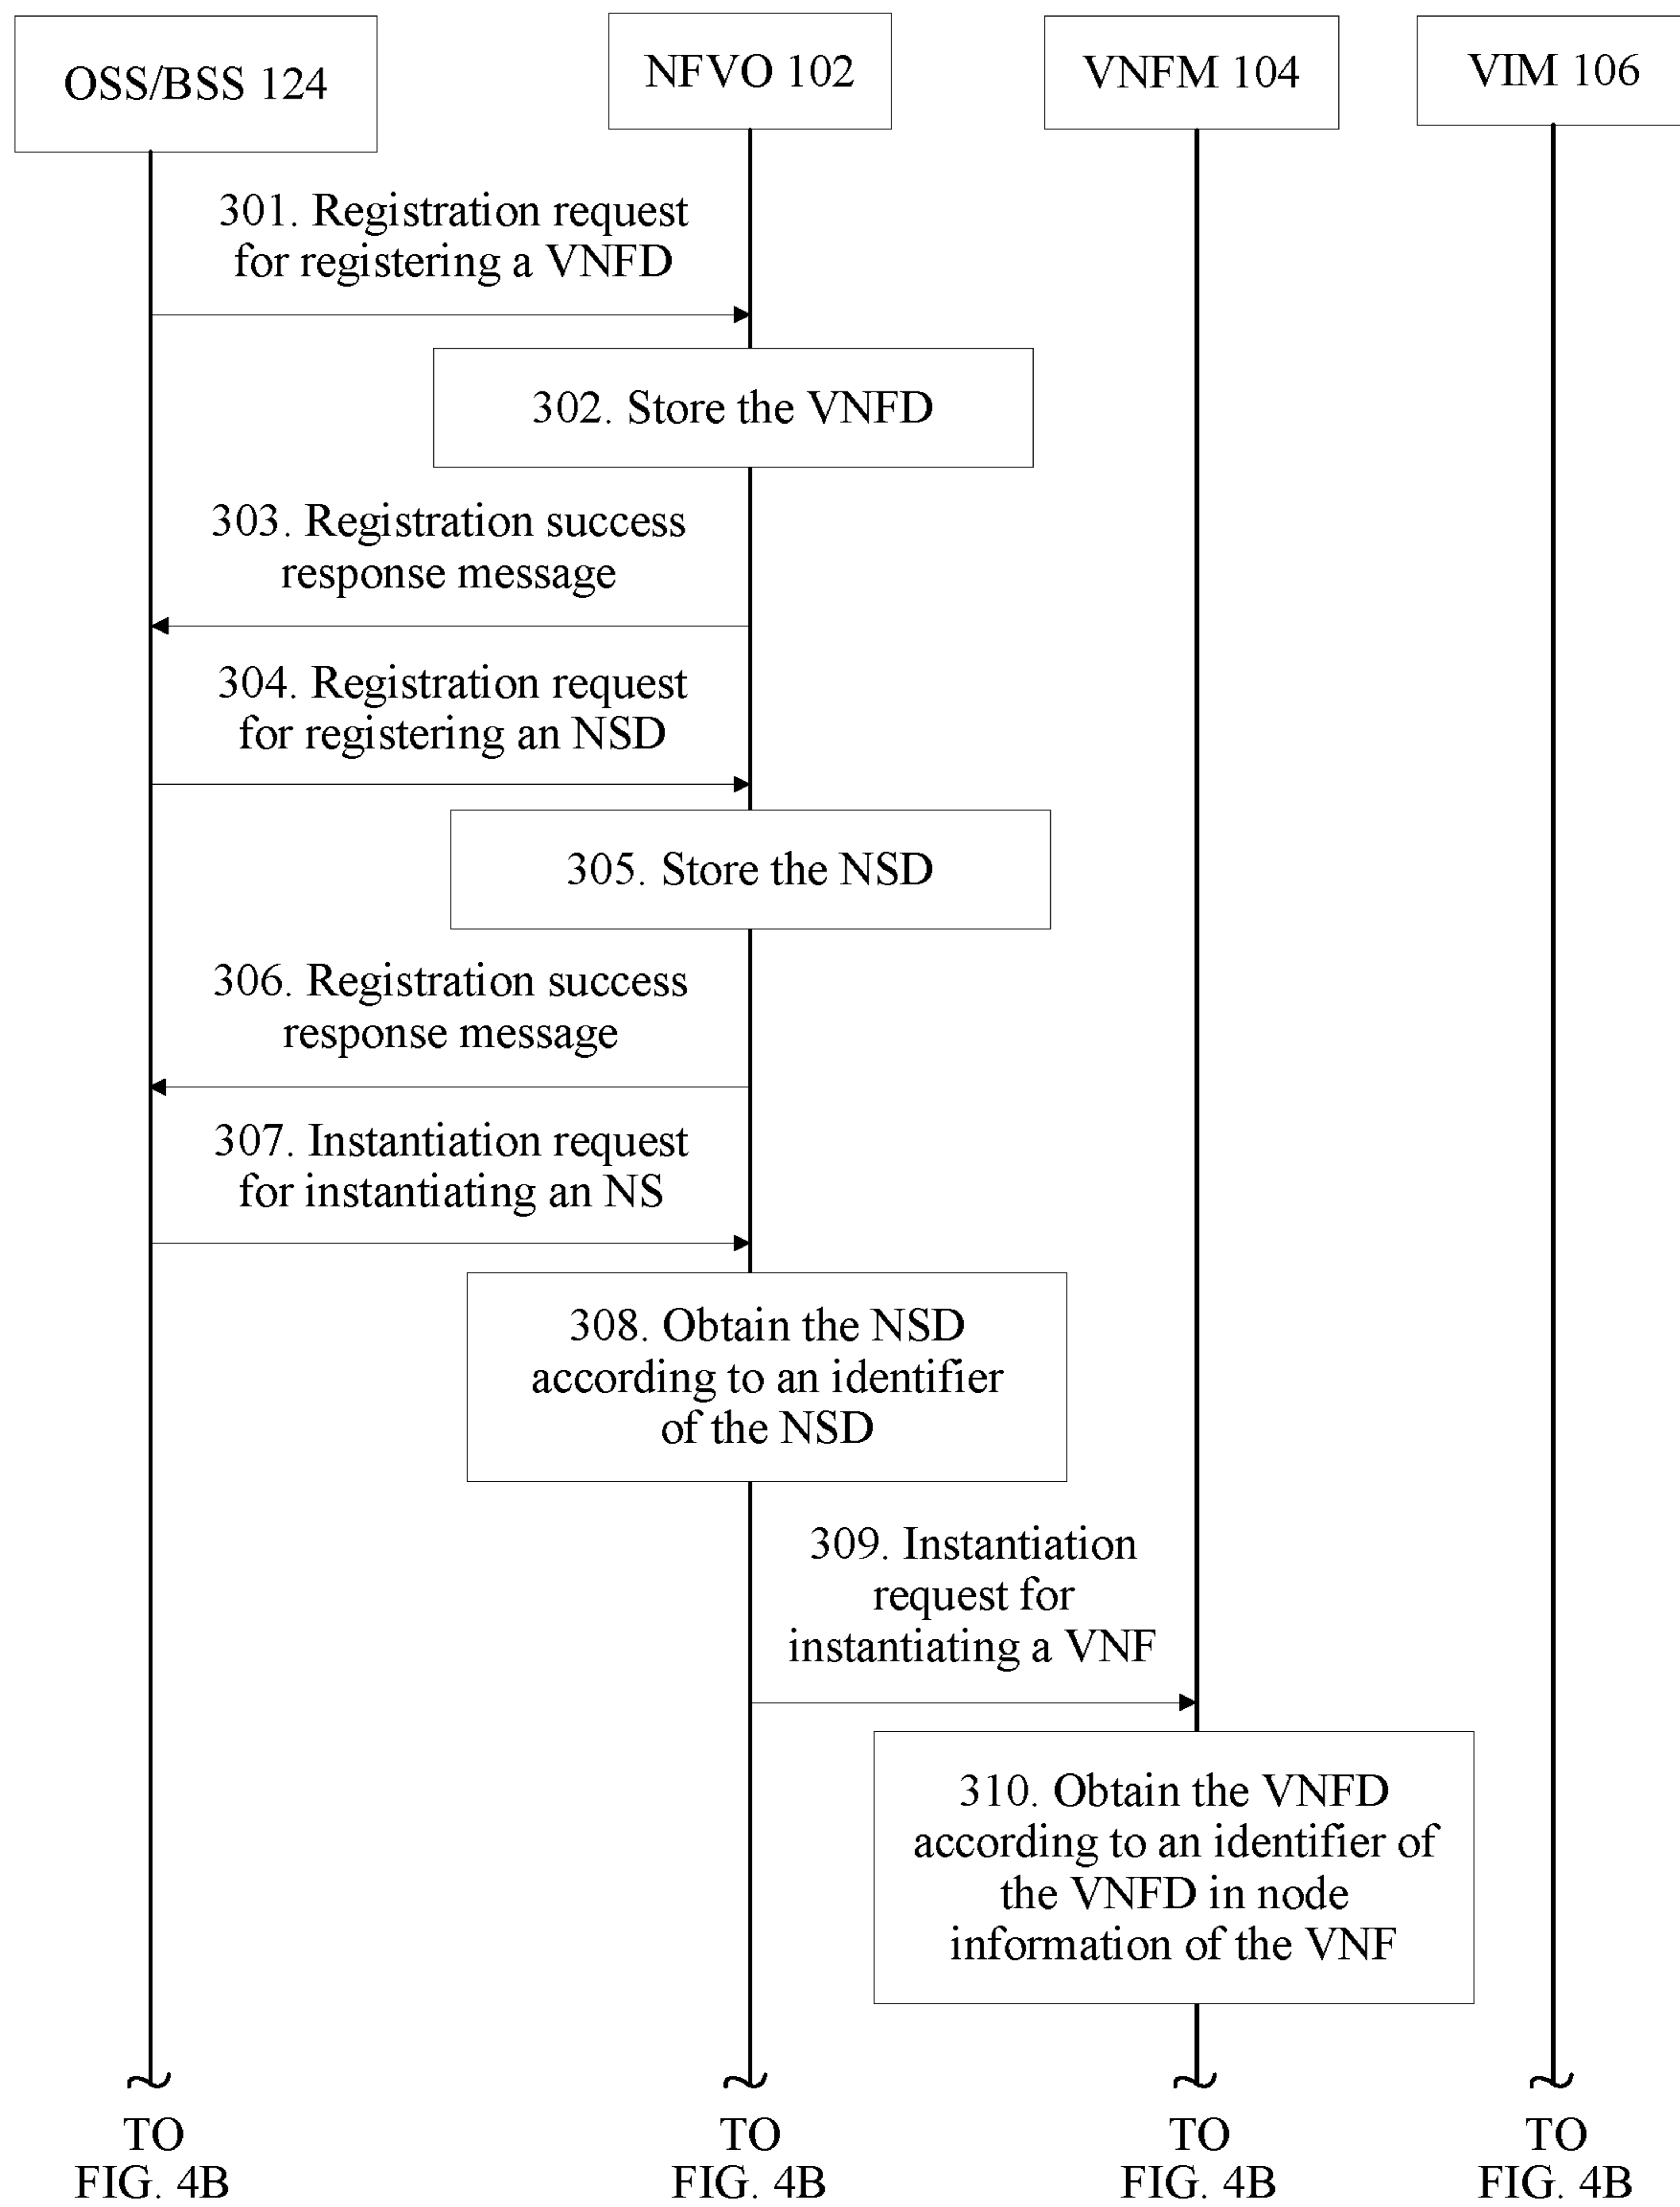 OSS/BSS 124
NFVO 102
VNFM 104
VIM 106
301. Registration request
for registering a VNFD
302. Store the VNFD
303. Registration success
response message
304. Registration request
for registering an NSD
305. Store the NSD
306. Registration success
response message
307. Instantiation request
for instantiating an NS
308. Obtain the NSD
according to an identifier
of the NSD
309. Instantiation
request for
instantiating a VNF
310. Obtain the VNFD
according to an identifier of
the VNFD in node
information of the VNF
TO
FIG. 4B
TO
FIG. 4B
TO
FIG. 4B
TO
FIG. 4B